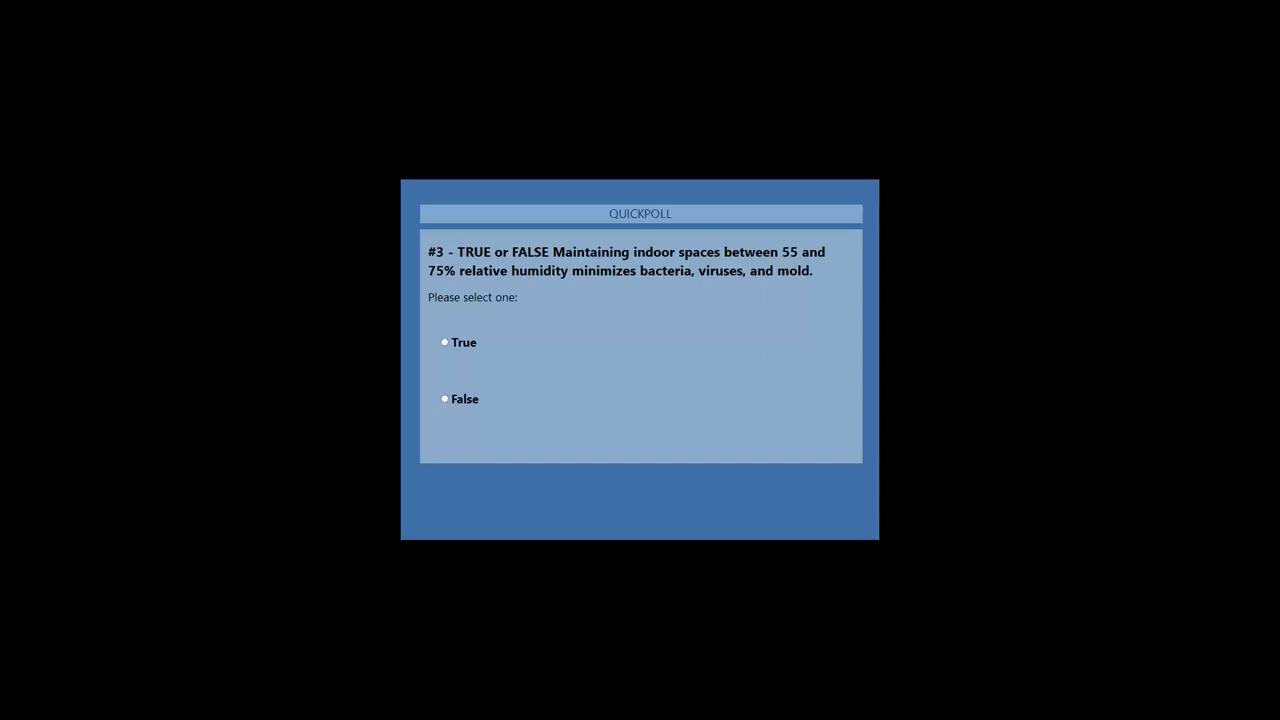 QUICKPOLL
#3 - TRUE or FALSE Maintaining indoor spaces between 55 and
75% relative humidity minimizes bacteria, viruses, and mold.
Please select one:
True
False